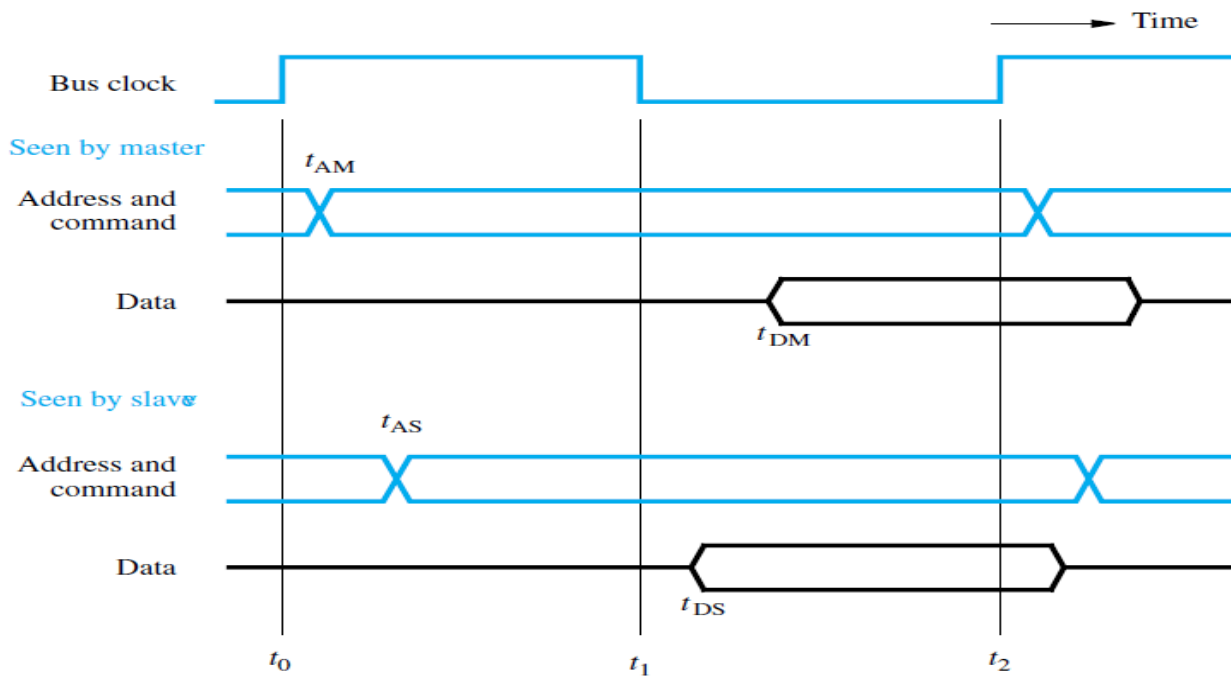 Time
Bus clock
Seen by master
tAM
Address and
command
Data
tDM
Seen by slave
tAS
Address and
command
Data
tDS
t0
t1
t2